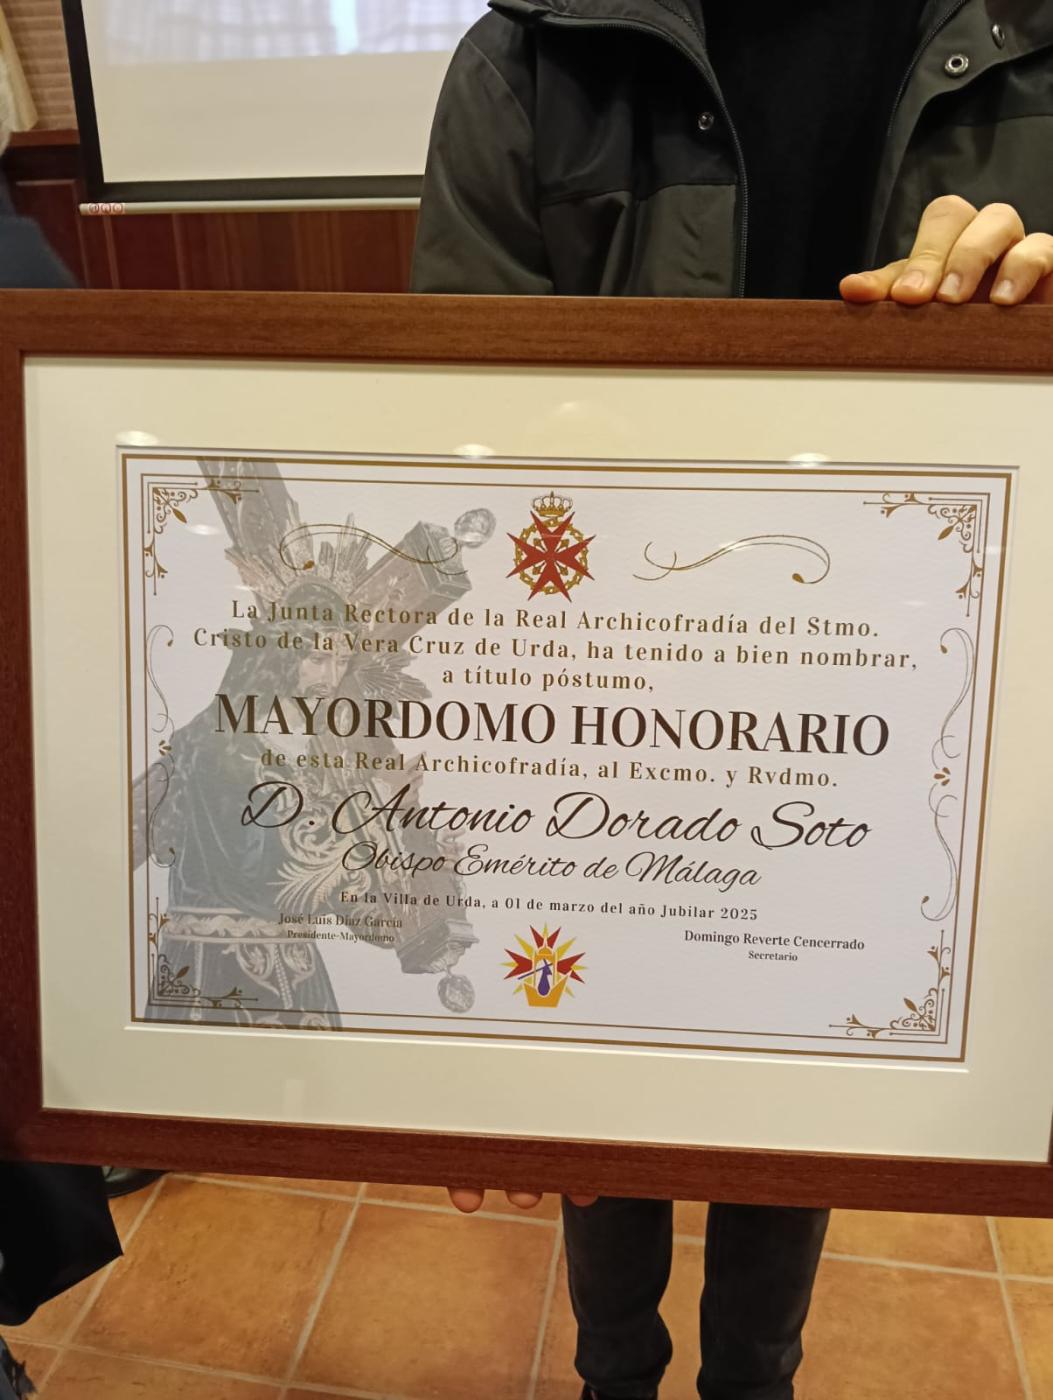 La Junta Rectora de la Real Archicofradía del Stmo.
Cristo de la Vera Cruz de Urda, ha tenido a bien nombrar,
a título póstumo,
MAYORDOMO HONORARIO
de esta Real Archicofradía, al Excmo. y Rvdmo.
D. Antonio Dorado Soto
Obispo Emérito de Málaga
En la Villa de Urda, a 01 de marzo del año Jubilar 2025
José Luis Díaz García
Presidente-Mayordomo
Domingo Reverte Cencerrado
Secretario